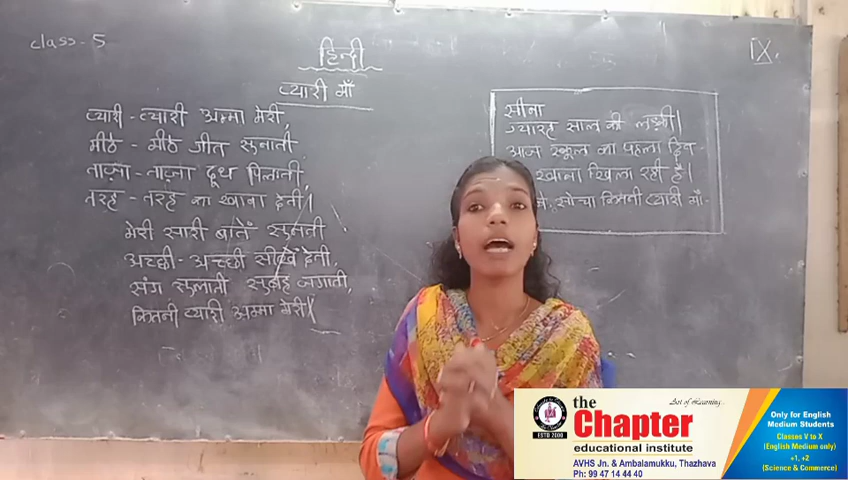 class - 5
हिन्दी
IX.
प्यारी माँ
प्यारी - प्यारी अम्मा मेरी,
मीठे - मीठे गीत सुनाती
ताज़ा - ताज़ा दूध पिलाती,
तरह - तरह का खाना देती।
मेरी सारी बातें सुनती
अच्छी - अच्छी सीखें देती,
संग सुलाती सुबह जगाती,
कितनी प्यारी अम्मा मेरी।
सीना
ग्यारह साल की लड़की।
आज स्कूल का पहला दिन -
खाना खिला रही है।
सोचा कितनी प्यारी माँ -
the
Chapter
educational institute
Art of Learning...
ESTD 2000
AVHS Jn. & Ambalamukku, Thazhava
Ph: 99 47 14 44 40
Only for English
Medium Students
Classes V to X
(English Medium only)
+1, +2
(Science & Commerce)